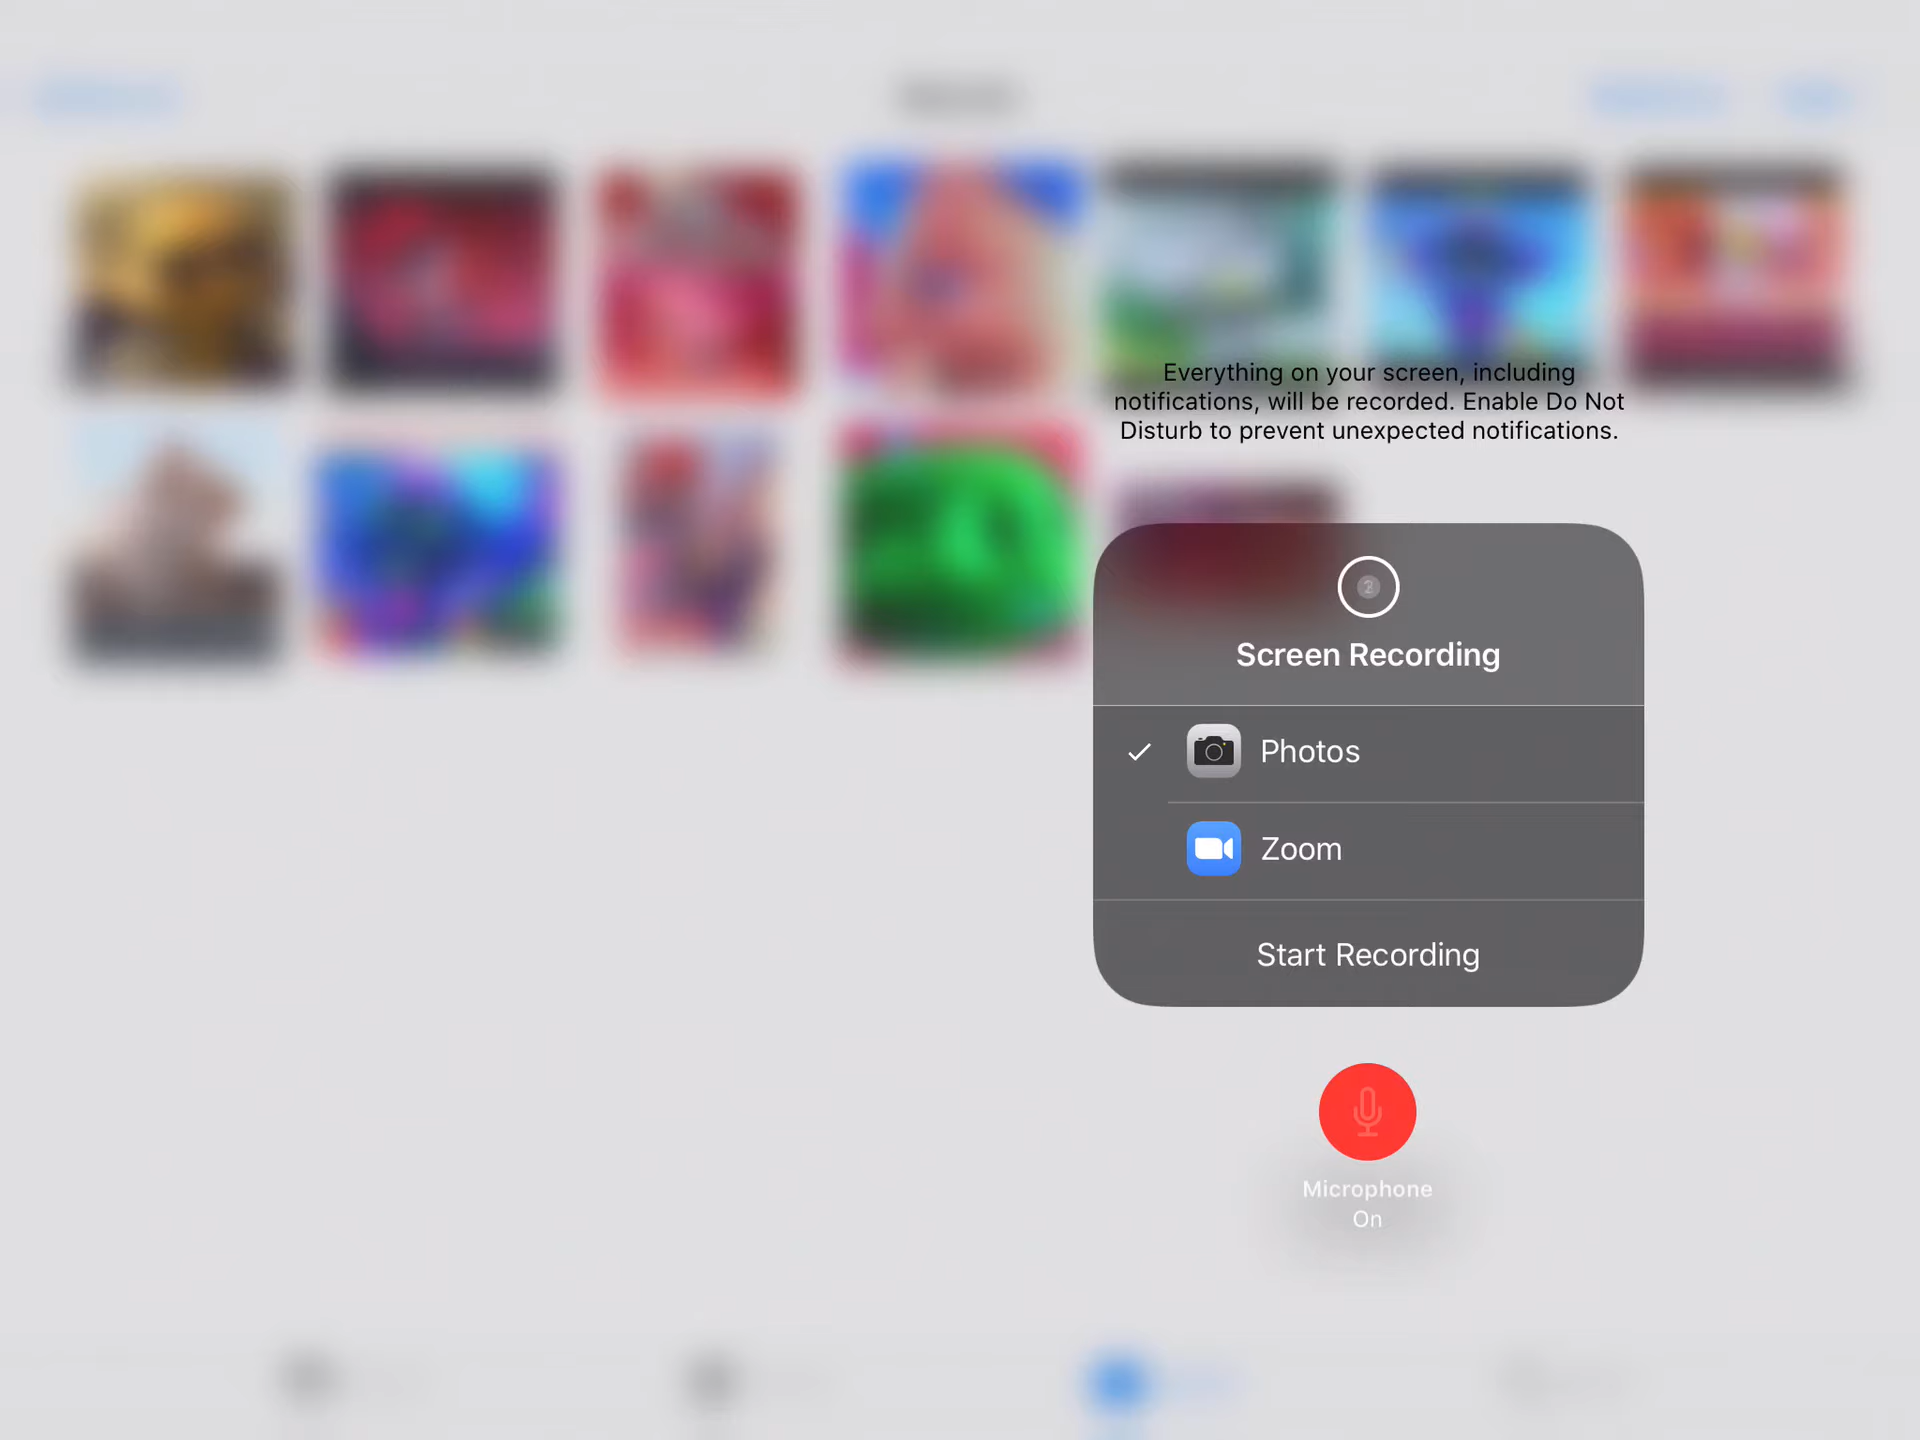 Everything on your screen, including
notifications, will be recorded. Enable Do Not
Disturb to prevent unexpected notifications.
Screen Recording
Photos
Zoom
Start Recording
Microphone
On